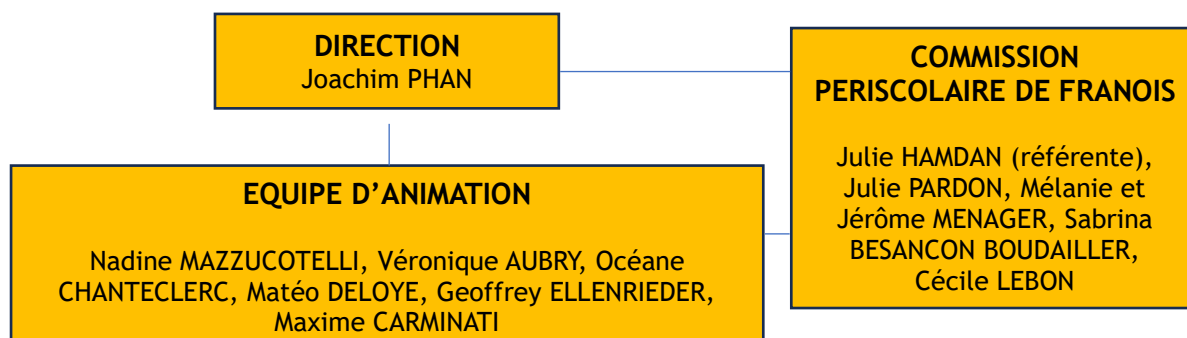 DIRECTION
Joachim PHAN
COMMISSION
PERISCOLAIRE DE FRANOIS
Julie HAMDAN (référente),
Julie PARDON, Mélanie et
Jérôme MENAGER, Sabrina
BESANCON BOUDAILLER,
Cécile LEBON
EQUIPE D’ANIMATION
Nadine MAZZUCOTELLI, Véronique AUBRY, Océane
CHANTECLERC, Matéo DELOYE, Geoffrey ELLENRIEDER,
Maxime CARMINATI